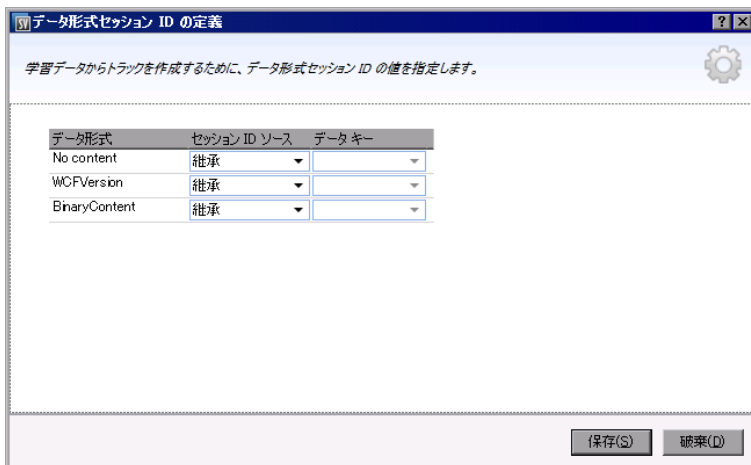 SV データ形式セッション ID の定義
学習データからトラックを作成するために、データ形式セッション ID の値を指定します。
データ形式 セッション ID ソース データ キー
No content 継承
WCFVersion 継承
BinaryContent 継承
保存(S) 破棄(D)